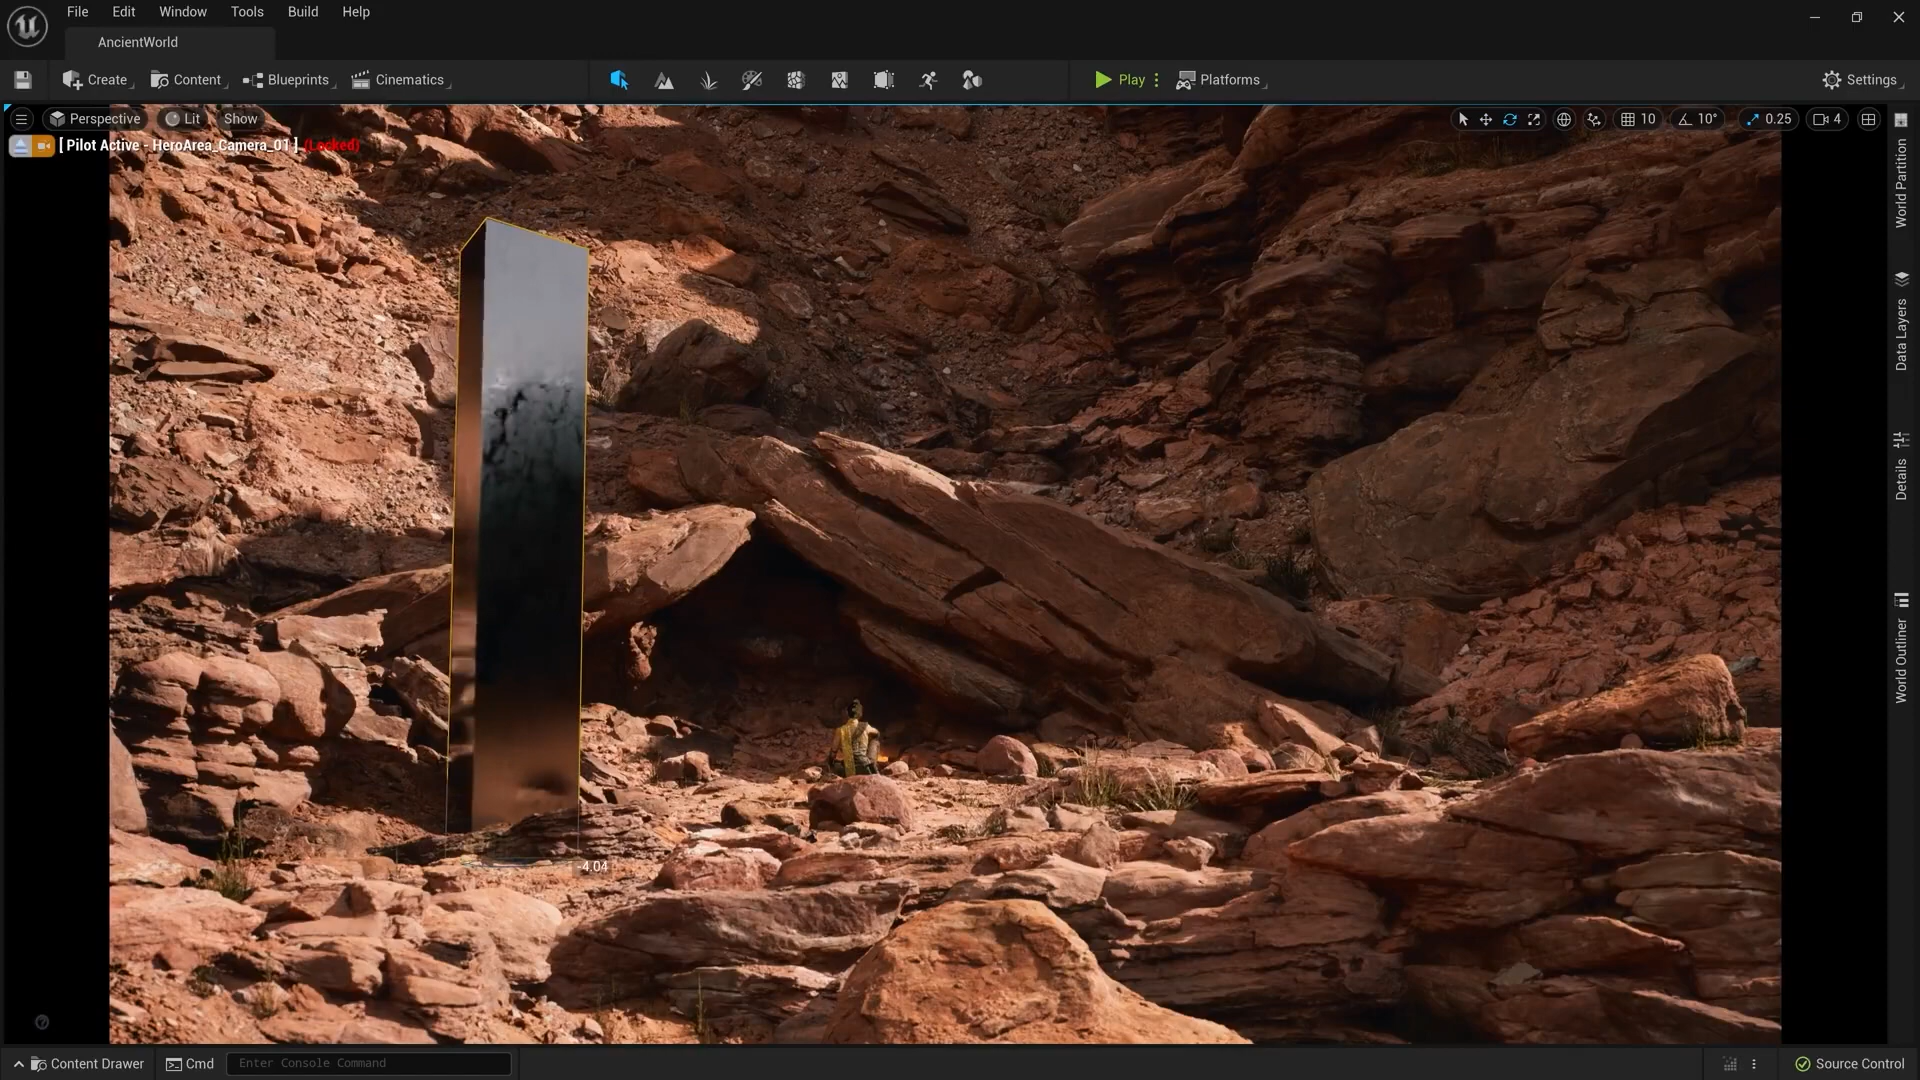 File Edit Window Tools Build Help
AncientWorld
Create Content Blueprints Cinematics Play Platforms Settings
Perspective Lit Show 10 10° 0.25 4
[ Pilot Active - HeroArea_Camera_01 ] (Locked)
World Partition
Data Layers
Details
World Outliner
-4.04
Content Drawer Cmd Enter Console Command Source Control